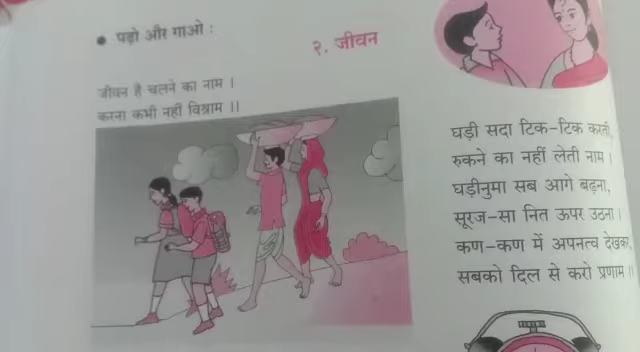 ● पढ़ो और गाओ :
२. जीवन
जीवन है चलने का नाम ।
करना कभी नहीं विश्राम ।।
घड़ी सदा टिक-टिक करती,
रुकने का नहीं लेती नाम ।
घड़ीनुमा सब आगे बढ़ना,
सूरज-सा नित ऊपर उठना ।
कण-कण में अपनत्व देखकर,
सबको दिल से करो प्रणाम ।।